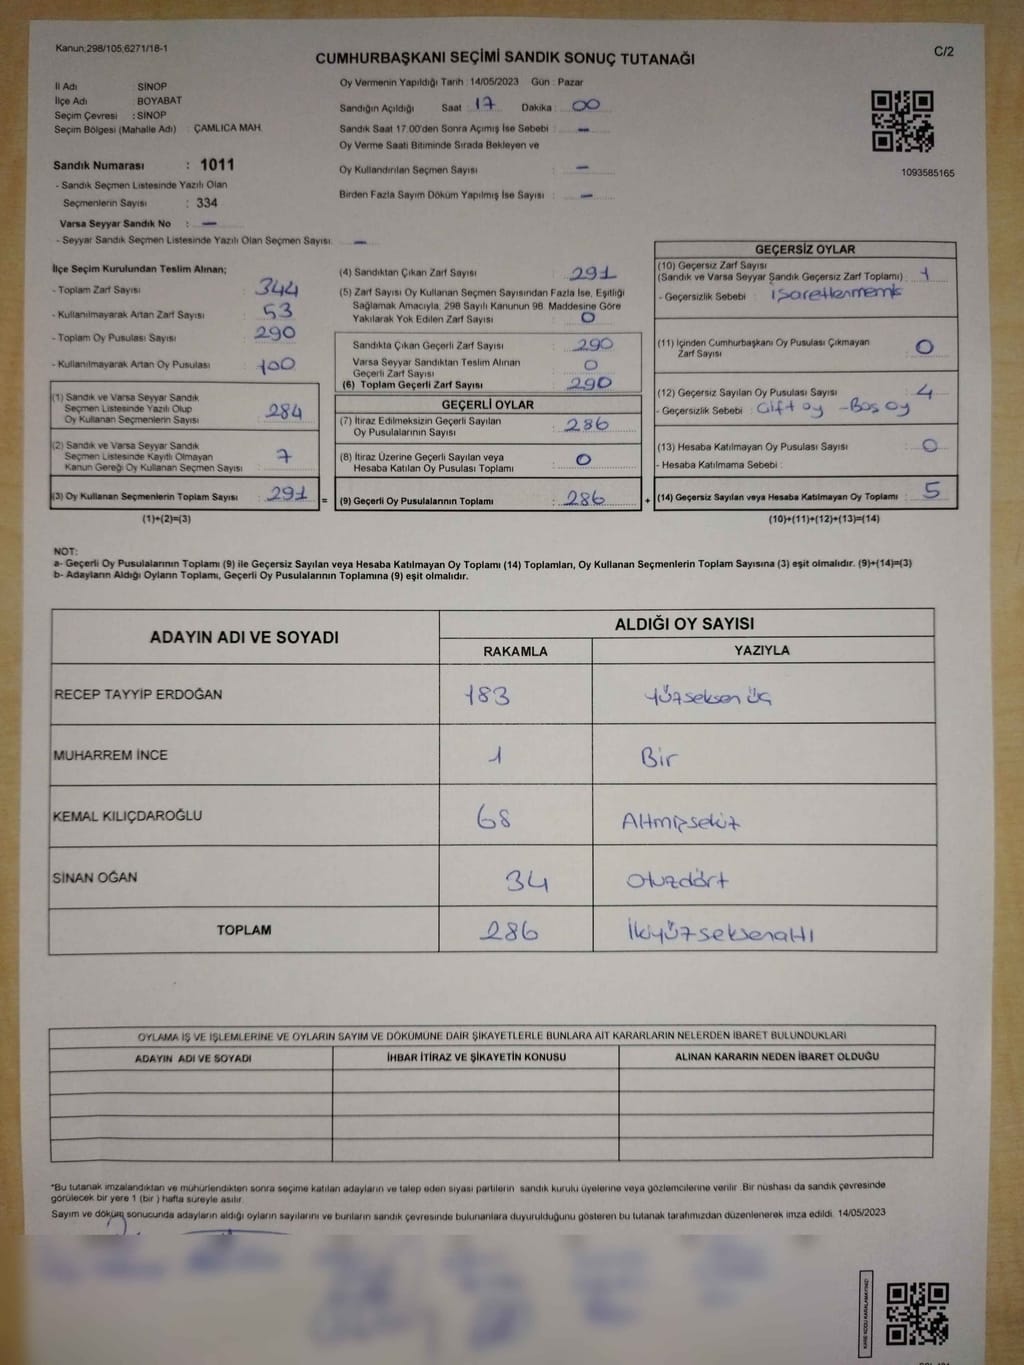 Kanun;298/105;6271/18-1
C/2
CUMHURBAŞKANI SEÇİMİ SANDIK SONUÇ TUTANAĞI
İl Adı : SİNOP
İlçe Adı : BOYABAT
Seçim Çevresi : SİNOP
Seçim Bölgesi (Mahalle Adı) : ÇAMLICA MAH.
Sandık Numarası : 1011
- Sandık Seçmen Listesinde Yazılı Olan
Seçmenlerin Sayısı : 334
Varsa Seyyar Sandık No : -
- Seyyar Sandık Seçmen Listesinde Yazılı Olan Seçmen Sayısı: -
Oy Vermenin Yapıldığı Tarih : 14/05/2023 Gün : Pazar
Sandığın Açıldığı Saat : 17 Dakika : 00
Sandık Saat 17.00'den Sonra Açımış İse Sebebi : -
Oy Verme Saati Bitiminde Sırada Bekleyen ve
Oy Kullandırılan Seçmen Sayısı : -
Birden Fazla Sayım Döküm Yapılmış İse Sayısı : -
1093585165
İlçe Seçim Kurulundan Teslim Alınan;
- Toplam Zarf Sayısı : 344
- Kullanılmayarak Artan Zarf Sayısı : 53
- Toplam Oy Pusulası Sayısı : 290
- Kullanılmayarak Artan Oy Pusulası : 100
(1) Sandık ve Varsa Seyyar Sandık
Seçmen Listesinde Yazılı Olup
Oy Kullanan Seçmenlerin Sayısı : 284
(2) Sandık ve Varsa Seyyar Sandık
Seçmen Listesinde Kayıtlı Olmayan
Kanun Gereği Oy Kullanan Seçmen Sayısı : 7
(3) Oy Kullanan Seçmenlerin Toplam Sayısı : 291 =
(1)+(2)=(3)
(4) Sandıktan Çıkan Zarf Sayısı : 291
(5) Zarf Sayısı Oy Kullanan Seçmen Sayısından Fazla İse, Eşitliği
Sağlamak Amacıyla, 298 Sayılı Kanunun 98. Maddesine Göre
Yakılarak Yok Edilen Zarf Sayısı : 0
Sandıkta Çıkan Geçerli Zarf Sayısı : 290
Varsa Seyyar Sandıktan Teslim Alınan
Geçerli Zarf Sayısı : 0
(6) Toplam Geçerli Zarf Sayısı : 290
GEÇERLİ OYLAR
(7) İtiraz Edilmeksizin Geçerli Sayılan
Oy Pusulalarının Sayısı : 286
(8) İtiraz Üzerine Geçerli Sayılan veya
Hesaba Katılan Oy Pusulası Toplamı : 0
(9) Geçerli Oy Pusulalarının Toplamı : 286 +
GEÇERSİZ OYLAR
(10) Geçersiz Zarf Sayısı
(Sandık ve Varsa Seyyar Sandık Geçersiz Zarf Toplamı) : 1
- Geçersizlik Sebebi : işaretlenmemiş
(11) İçinden Cumhurbaşkanı Oy Pusulası Çıkmayan
Zarf Sayısı : 0
(12) Geçersiz Sayılan Oy Pusulası Sayısı : 4
- Geçersizlik Sebebi : Çift oy - Boş oy
(13) Hesaba Katılmayan Oy Pusulası Sayısı : 0
- Hesaba Katılmama Sebebi :
(14) Geçersiz Sayılan veya Hesaba Katılmayan Oy Toplamı : 5
(10)+(11)+(12)+(13)=(14)
NOT:
a- Geçerli Oy Pusulalarının Toplamı (9) ile Geçersiz Sayılan veya Hesaba Katılmayan Oy Toplamı (14) Toplamları, Oy Kullanan Seçmenlerin Toplam Sayısına (3) eşit olmalıdır. (9)+(14)=(3)
b- Adayların Aldığı Oyların Toplamı, Geçerli Oy Pusulalarının Toplamına (9) eşit olmalıdır.
ADAYIN ADI VE SOYADI ALDIĞI OY SAYISI
RAKAMLA YAZIYLA
RECEP TAYYİP ERDOĞAN 183 Yüzseksen üç
MUHARREM İNCE 1 Bir
KEMAL KILIÇDAROĞLU 68 Altmışsekiz
SİNAN OĞAN 34 Otuzdört
TOPLAM 286 İkiyüzseksenaltı
OYLAMA İŞ VE İŞLEMLERİNE VE OYLARIN SAYIM VE DÖKÜMÜNE DAİR ŞİKAYETLERLE BUNLARA AİT KARARLARIN NELERDEN İBARET BULUNDUKLARI
ADAYIN ADI VE SOYADI İHBAR İTİRAZ VE ŞİKAYETİN KONUSU ALINAN KARARIN NEDEN İBARET OLDUĞU
*Bu tutanak imzalandıktan ve mühürlendikten sonra seçime katılan adayların ve talep eden siyasi partilerin sandık kurulu üyelerine veya gözlemcilerine verilir. Bir nüshası da sandık çevresinde
görülecek bir yere 1 (bir ) hafta süreyle asılır.
Sayım ve döküm sonucunda adayların aldığı oyların sayılarını ve bunların sandık çevresinde bulunanlara duyurulduğunu gösteren bu tutanak tarafımızdan düzenlenerek imza edildi. 14/05/2023